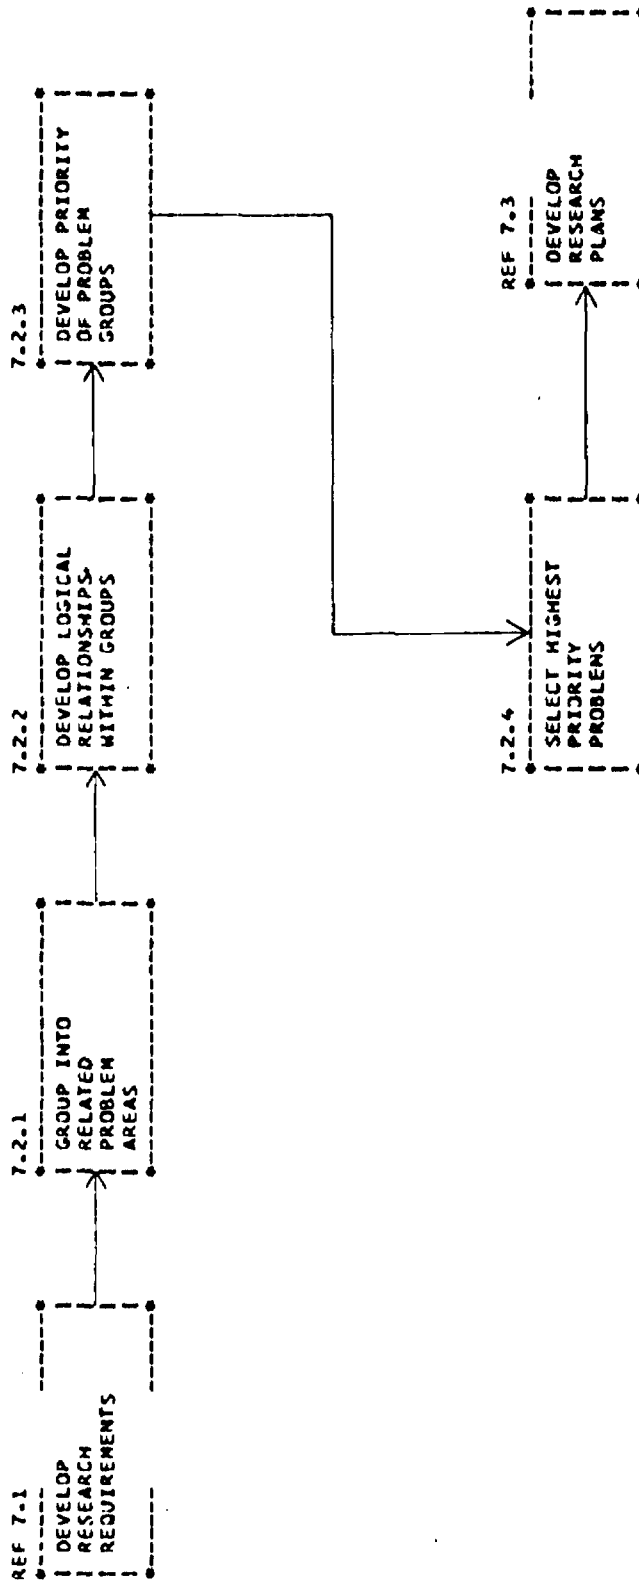 REF 7.1
DEVELOP
RESEARCH
REQUIREMENTS
7.2.1
GROUP INTO
RELATED
PROBLEM
AREAS
7.2.2
DEVELOP LOGICAL
RELATIONSHIPS
WITHIN GROUPS
7.2.3
DEVELOP PRIORITY
OF PROBLEM
GROUPS
7.2.4
SELECT HIGHEST
PRIORITY
PROBLEMS
REF 7.3
DEVELOP
RESEARCH
PLANS